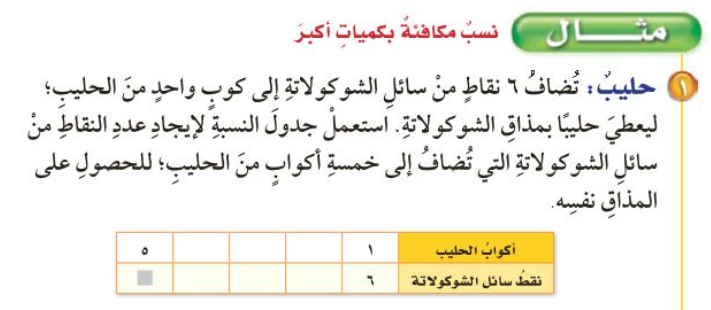 مثـــال نسبٌ مكافئةٌ بكمياتٍ أكبرَ
١ حليبٌ: تُضافُ ٦ نقاطٍ منْ سائلِ الشوكولاتةِ إلى كوبٍ واحدٍ منَ الحليبِ؛
ليعطيَ حليبًا بمذاقِ الشوكولاتةِ. استعملْ جدولَ النسبةِ لإيجادِ عددِ النقاطِ منْ
سائلِ الشوكولاتةِ التي تُضافُ إلى خمسةِ أكوابٍ منَ الحليبِ؛ للحصولِ على
المذاقِ نفسِه.
أكوابُ الحليب ١ ٥
نقطُ سائل الشوكولاتة ٦